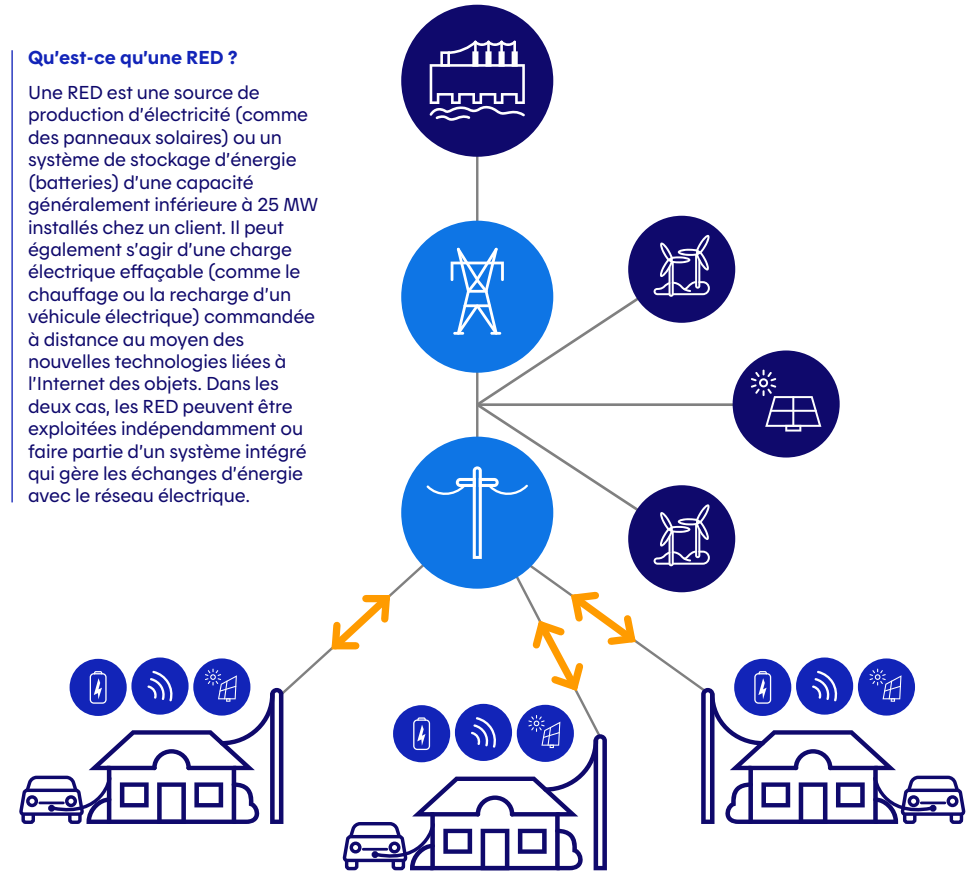 Qu'est-ce qu'une RED ?
Une RED est une source de
production d'électricité (comme
des panneaux solaires) ou un
système de stockage d'énergie
(batteries) d'une capacité
généralement inférieure à 25 MW
installés chez un client. Il peut
également s'agir d'une charge
électrique effaçable (comme le
chauffage ou la recharge d'un
véhicule électrique) commandée
à distance au moyen des
nouvelles technologies liées à
l'Internet des objets. Dans les
deux cas, les RED peuvent être
exploitées indépendamment ou
faire partie d'un système intégré
qui gère les échanges d'énergie
avec le réseau électrique.